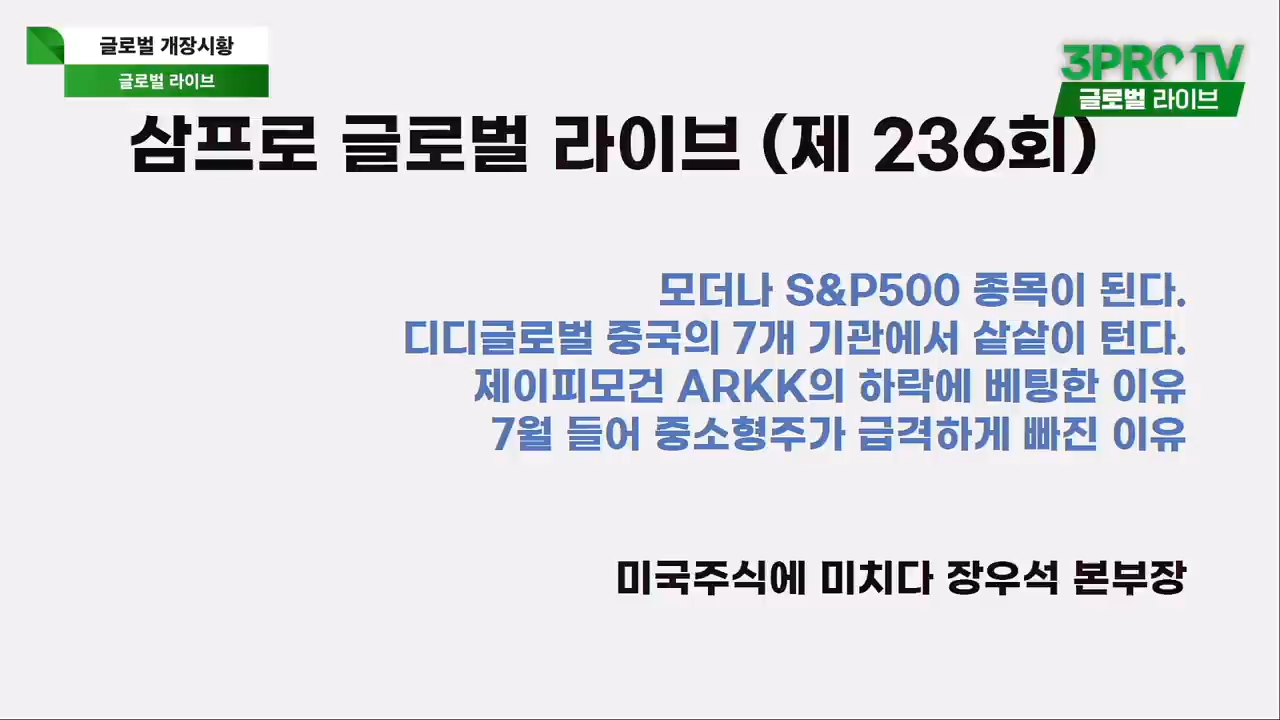 글로벌 개장시황
글로벌 라이브
3PRO TV
글로벌 라이브
삼프로 글로벌 라이브 (제 236회)
모더나 S&P500 종목이 된다.
디디글로벌 중국의 7개 기관에서 샅샅이 턴다.
제이피모건 ARKK의 하락에 베팅한 이유
7월 들어 중소형주가 급격하게 빠진 이유
미국주식에 미치다 장우석 본부장